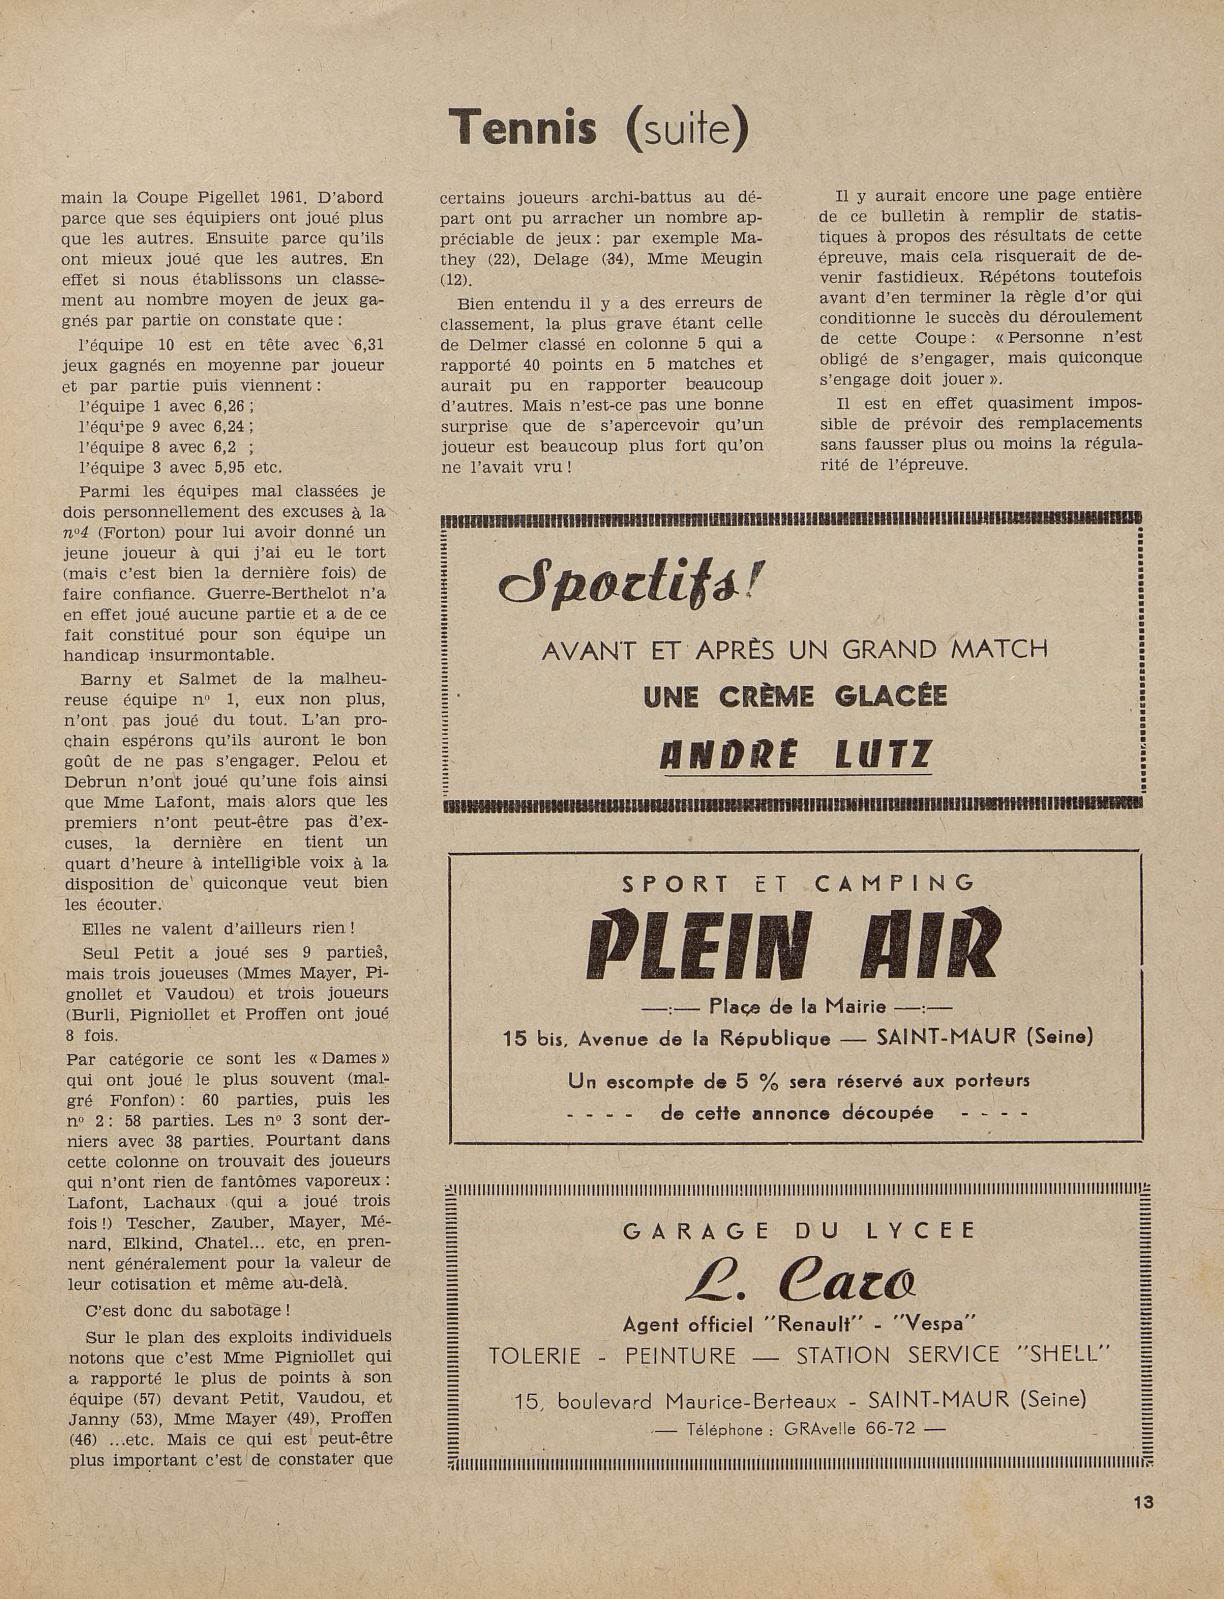 Tennis (suite)
main la Coupe Pigellet 1961. D'abord
parce que ses équipiers ont joué plus
que les autres. Ensuite parce qu'ils
ont mieux joué que les autres. En
effet si nous établissons un classe-
ment au nombre moyen de jeux ga-
gnés par partie on constate que :
l'équipe 10 est en tête avec 6,31
jeux gagnés en moyenne par joueur
et par partie puis viennent :
l'équipe 1 avec 6,26 ;
l'équipe 9 avec 6,24 ;
l'équipe 8 avec 6,2 ;
l'équipe 3 avec 5,95 etc.
Parmi les équipes mal classées je
dois personnellement des excuses à la
n°4 (Forton) pour lui avoir donné un
jeune joueur à qui j'ai eu le tort
(mais c'est bien la dernière fois) de
faire confiance. Guerre-Berthelot n'a
en effet joué aucune partie et a de ce
fait constitué pour son équipe un
handicap insurmontable.
Barny et Salmet de la malheu-
reuse équipe n° 1, eux non plus,
n'ont pas joué du tout. L'an pro-
chain espérons qu'ils auront le bon
goût de ne pas s'engager. Pelou et
Debrun n'ont joué qu'une fois ainsi
que Mme Lafont, mais alors que les
premiers n'ont peut-être pas d'ex-
cuses, la dernière en tient un
quart d'heure à intelligible voix à la
disposition de quiconque veut bien
les écouter.
Elles ne valent d'ailleurs rien !
Seul Petit a joué ses 9 parties,
mais trois joueuses (Mmes Mayer, Pi-
gnollet et Vaudou) et trois joueurs
(Burli, Pigniollet et Proffen ont joué
8 fois.
Par catégorie ce sont les « Dames »
qui ont joué le plus souvent (mal-
gré Fonfon) : 60 parties, puis les
n° 2 : 58 parties. Les n° 3 sont der-
niers avec 38 parties. Pourtant dans
cette colonne on trouvait des joueurs
qui n'ont rien de fantômes vaporeux :
Lafont, Lachaux (qui a joué trois
fois !) Tescher, Zauber, Mayer, Mé-
nard, Elkind, Chatel... etc, en pren-
nent généralement pour la valeur de
leur cotisation et même au-delà.
C'est donc du sabotage !
Sur le plan des exploits individuels
notons que c'est Mme Pigniollet qui
a rapporté le plus de points à son
équipe (57) devant Petit, Vaudou, et
Janny (53), Mme Mayer (49), Proffen
(46) ...etc. Mais ce qui est peut-être
plus important c'est de constater que
certains joueurs archi-battus au dé-
part ont pu arracher un nombre ap-
préciable de jeux : par exemple Ma-
they (22), Delage (34), Mme Meugin
(12).
Bien entendu il y a des erreurs de
classement, la plus grave étant celle
de Delmer classé en colonne 5 qui a
rapporté 40 points en 5 matches et
aurait pu en rapporter beaucoup
d'autres. Mais n'est-ce pas une bonne
surprise que de s'apercevoir qu'un
joueur est beaucoup plus fort qu'on
ne l'avait vru !
Il y aurait encore une page entière
de ce bulletin à remplir de statis-
tiques à propos des résultats de cette
épreuve, mais cela risquerait de de-
venir fastidieux. Répétons toutefois
avant d'en terminer la règle d'or qui
conditionne le succès du déroulement
de cette Coupe : « Personne n'est
obligé de s'engager, mais quiconque
s'engage doit jouer ».
Il est en effet quasiment impos-
sible de prévoir des remplacements
sans fausser plus ou moins la régula-
rité de l'épreuve.
Sportifs !
AVANT ET APRÈS UN GRAND MATCH
UNE CRÈME GLACÉE
ANDRÉ LUTZ
SPORT ET CAMPING
PLEIN AIR
—:— Place de la Mairie —:—
15 bis, Avenue de la République — SAINT-MAUR (Seine)
Un escompte de 5 % sera réservé aux porteurs
- - - - de cette annonce découpée - - - -
GARAGE DU LYCEE
L. Caro
Agent officiel "Renault" - "Vespa"
TOLERIE - PEINTURE — STATION SERVICE "SHELL"
15, boulevard Maurice-Berteaux - SAINT-MAUR (Seine)
— Téléphone : GRAvelle 66-72 —
13